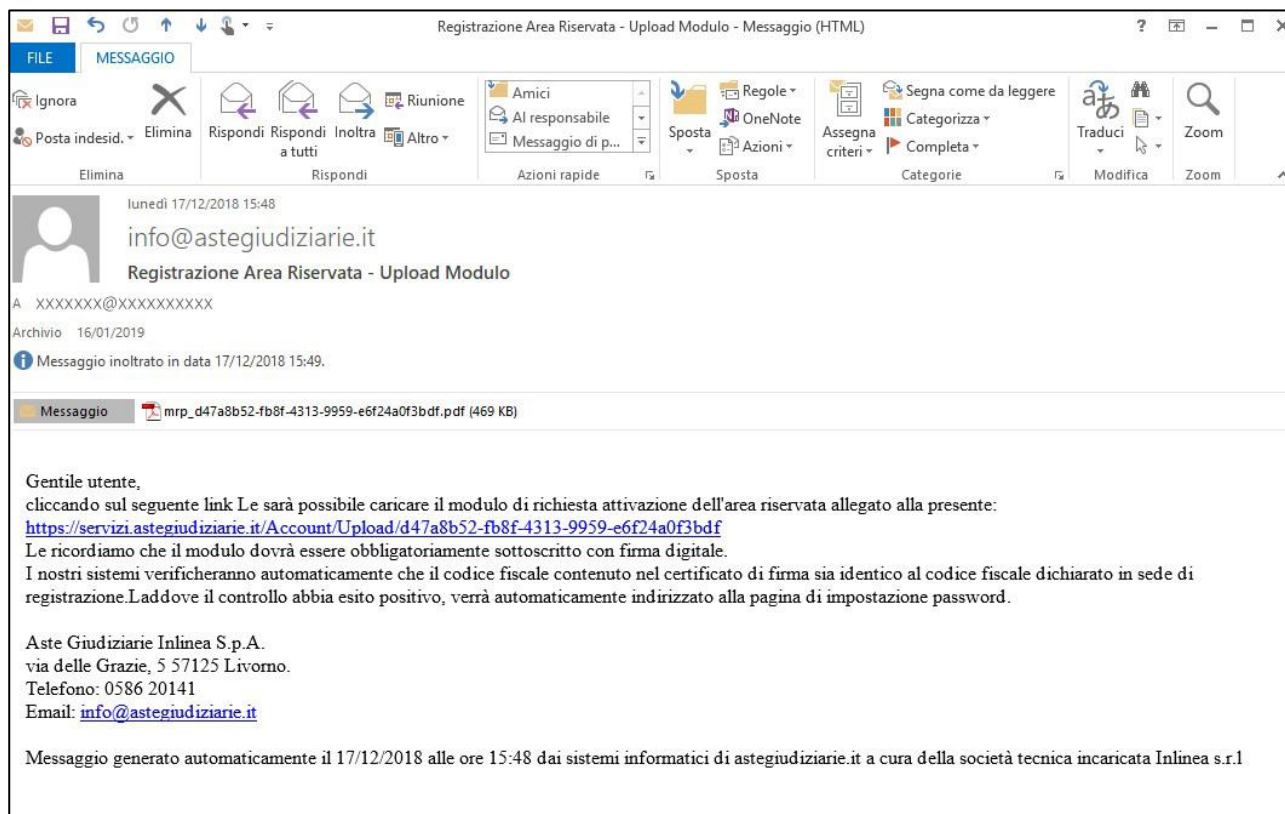 Registrazione Area Riservata - Upload Modulo - Messaggio (HTML)
FILE MESSAGGIO
Ignora
Posta indesid.
Elimina
Rispondi
Rispondi a tutti
Inoltra
Riunione
Altro
Amici
Al responsabile
Messaggio di p...
Sposta
Regole
OneNote
Azioni
Assegna criteri
Segna come da leggere
Categorizza
Completa
Traduci
Zoom
Elimina Rispondi Azioni rapide Sposta Categorie Modifica Zoom
lunedì 17/12/2018 15:48
info@astegiudiziarie.it
Registrazione Area Riservata - Upload Modulo
A XXXXXXX@XXXXXXXXXX
Archivio 16/01/2019
Messaggio inoltrato in data 17/12/2018 15:49.
Messaggio mrp_d47a8b52-fb8f-4313-9959-e6f24a0f3bdf.pdf (469 KB)
Gentile utente,
cliccando sul seguente link Le sarà possibile caricare il modulo di richiesta attivazione dell'area riservata allegato alla presente:
https://servizi.astegiudiziarie.it/Account/Upload/d47a8b52-fb8f-4313-9959-e6f24a0f3bdf
Le ricordiamo che il modulo dovrà essere obbligatoriamente sottoscritto con firma digitale.
I nostri sistemi verificheranno automaticamente che il codice fiscale contenuto nel certificato di firma sia identico al codice fiscale dichiarato in sede di
registrazione.Laddove il controllo abbia esito positivo, verrà automaticamente indirizzato alla pagina di impostazione password.
Aste Giudiziarie Inlinea S.p.A.
via delle Grazie, 5 57125 Livorno.
Telefono: 0586 20141
Email: info@astegiudiziarie.it
Messaggio generato automaticamente il 17/12/2018 alle ore 15:48 dai sistemi informatici di astegiudiziarie.it a cura della società tecnica incaricata Inlinea s.r.l